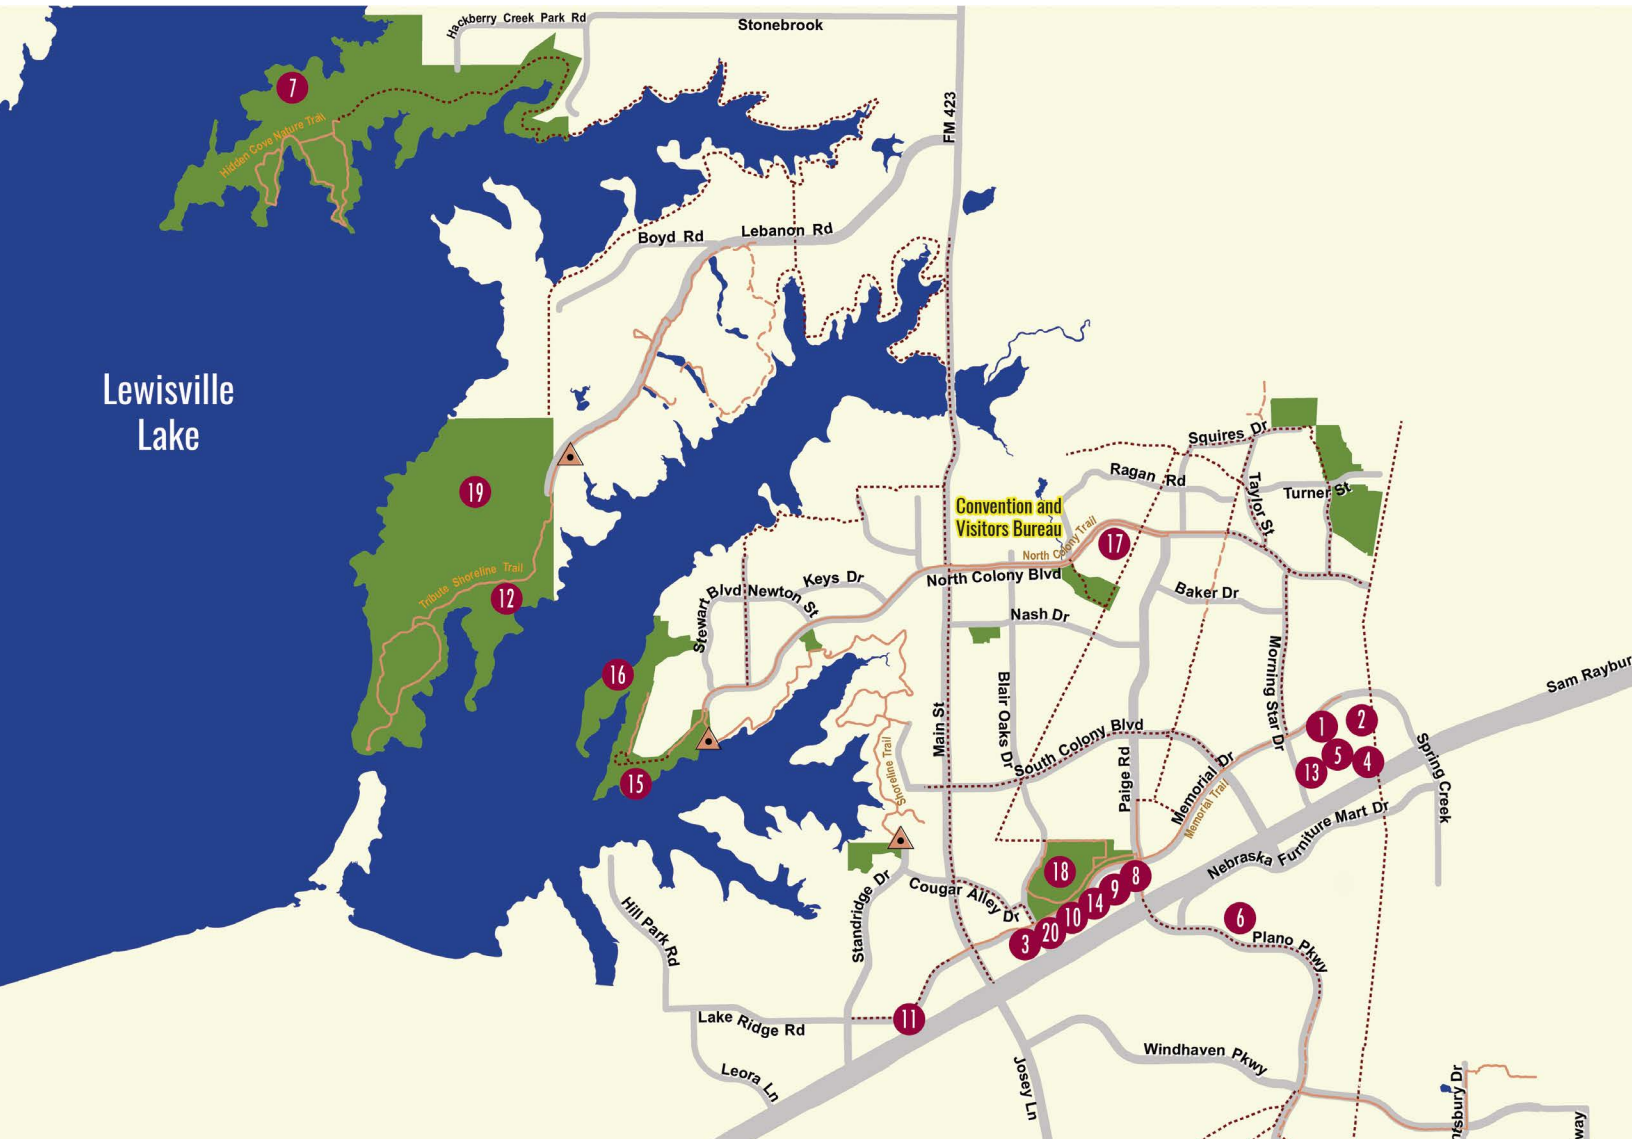 Hackberry Creek Park Rd
Stonebrook
7
Hidden Cove Nature Trail
FM 423
Boyd Rd
Lebanon Rd
Lewisville
Lake
Squires Dr
Ragan Rd
Taylor St
Turner St
19
Convention and
Visitors Bureau
North Colony Trail
17
Tribute Shoreline Trail
12
North Colony Blvd
Keys Dr
Stewart Blvd
Newton St
Baker Dr
Nash Dr
16
Morning Star Dr
Sam Raybur
Blair Oaks Dr
Main St
South Colony Blvd
Paige Rd
1
2
5
4
13
Spring Creek
Memorial Dr
Memorial Trail
Shoreline Trail
15
Nebraska
Furniture Mart Dr
18
8
9
14
10
20
3
6
Cougar Alley Dr
Standridge Dr
Hill Park Rd
Plano Pkwy
11
Lake Ridge Rd
Leora Ln
Josey Ln
Windhaven Pkwy
ntsbury Dr
way